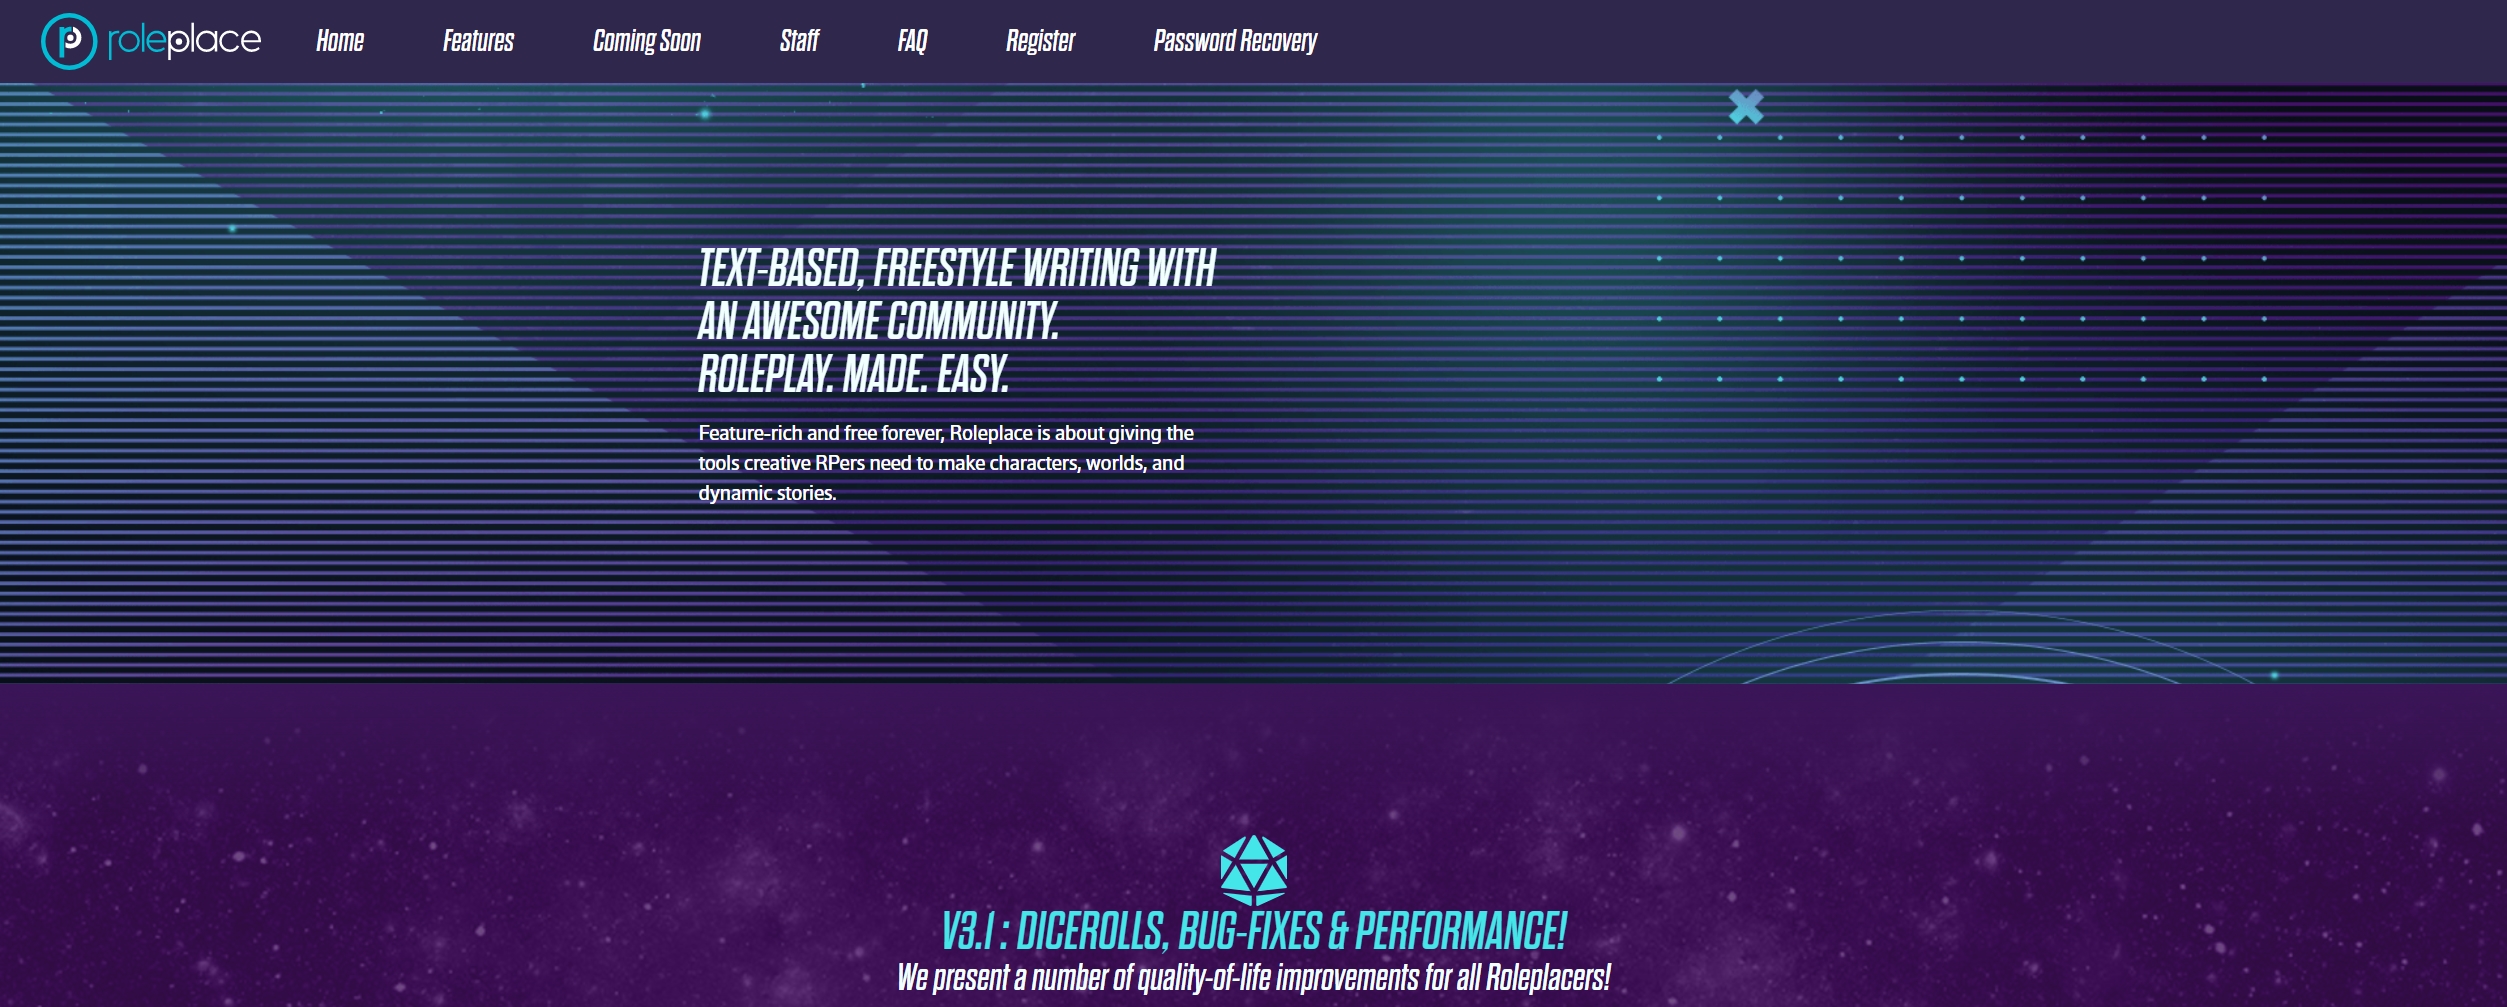 roleplace Home Features Coming Soon Staff FAQ Register Password Recovery
TEXT-BASED, FREESTYLE WRITING WITH
AN AWESOME COMMUNITY.
ROLEPLAY. MADE. EASY.
Feature-rich and free forever, Roleplace is about giving the
tools creative RPers need to make characters, worlds, and
dynamic stories.
V3.1 : DICEROLLS, BUG-FIXES & PERFORMANCE!
We present a number of quality-of-life improvements for all Roleplacers!